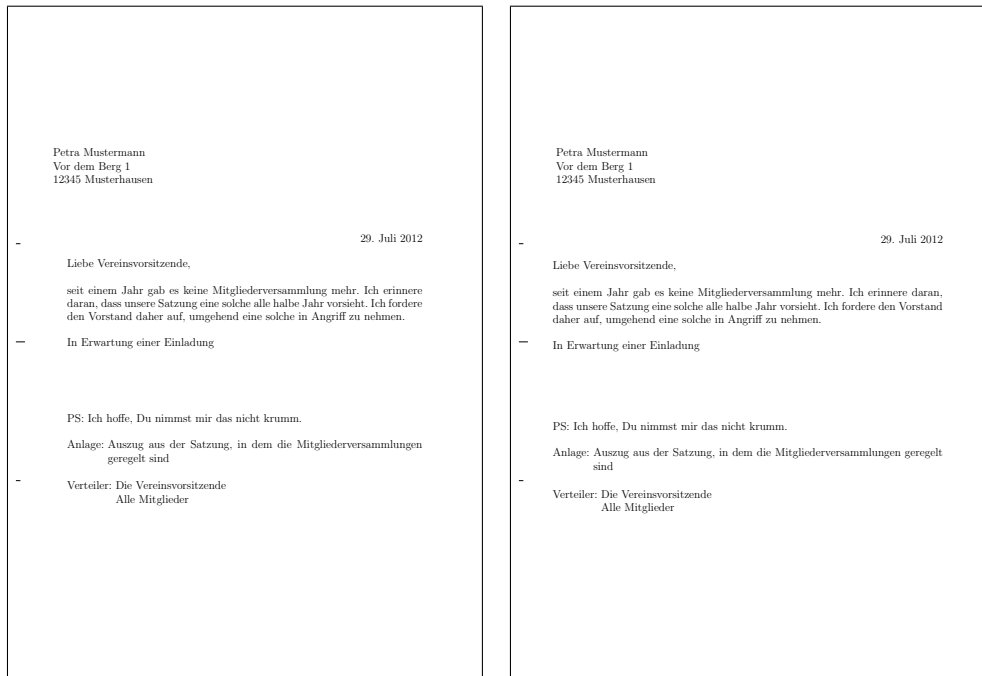 Petra Mustermann
Vor dem Berg 1
12345 Musterhausen
29. Juli 2012
Liebe Vereinsvorsitzende,
seit einem Jahr gab es keine Mitgliederversammlung mehr. Ich erinnere
daran, dass unsere Satzung eine solche alle halbe Jahr vorsieht. Ich fordere
den Vorstand daher auf, umgehend eine solche in Angriff zu nehmen.
In Erwartung einer Einladung
PS: Ich hoffe, Du nimmst mir das nicht krumm.
Anlage: Auszug aus der Satzung, in dem die Mitgliederversammlungen
geregelt sind
Verteiler: Die Vereinsvorsitzende
Alle Mitglieder
Petra Mustermann
Vor dem Berg 1
12345 Musterhausen
29. Juli 2012
Liebe Vereinsvorsitzende,
seit einem Jahr gab es keine Mitgliederversammlung mehr. Ich erinnere daran,
dass unsere Satzung eine solche alle halbe Jahr vorsieht. Ich fordere den Vorstand
daher auf, umgehend eine solche in Angriff zu nehmen.
In Erwartung einer Einladung
PS: Ich hoffe, Du nimmst mir das nicht krumm.
Anlage: Auszug aus der Satzung, in dem die Mitgliederversammlungen geregelt
sind
Verteiler: Die Vereinsvorsitzende
Alle Mitglieder